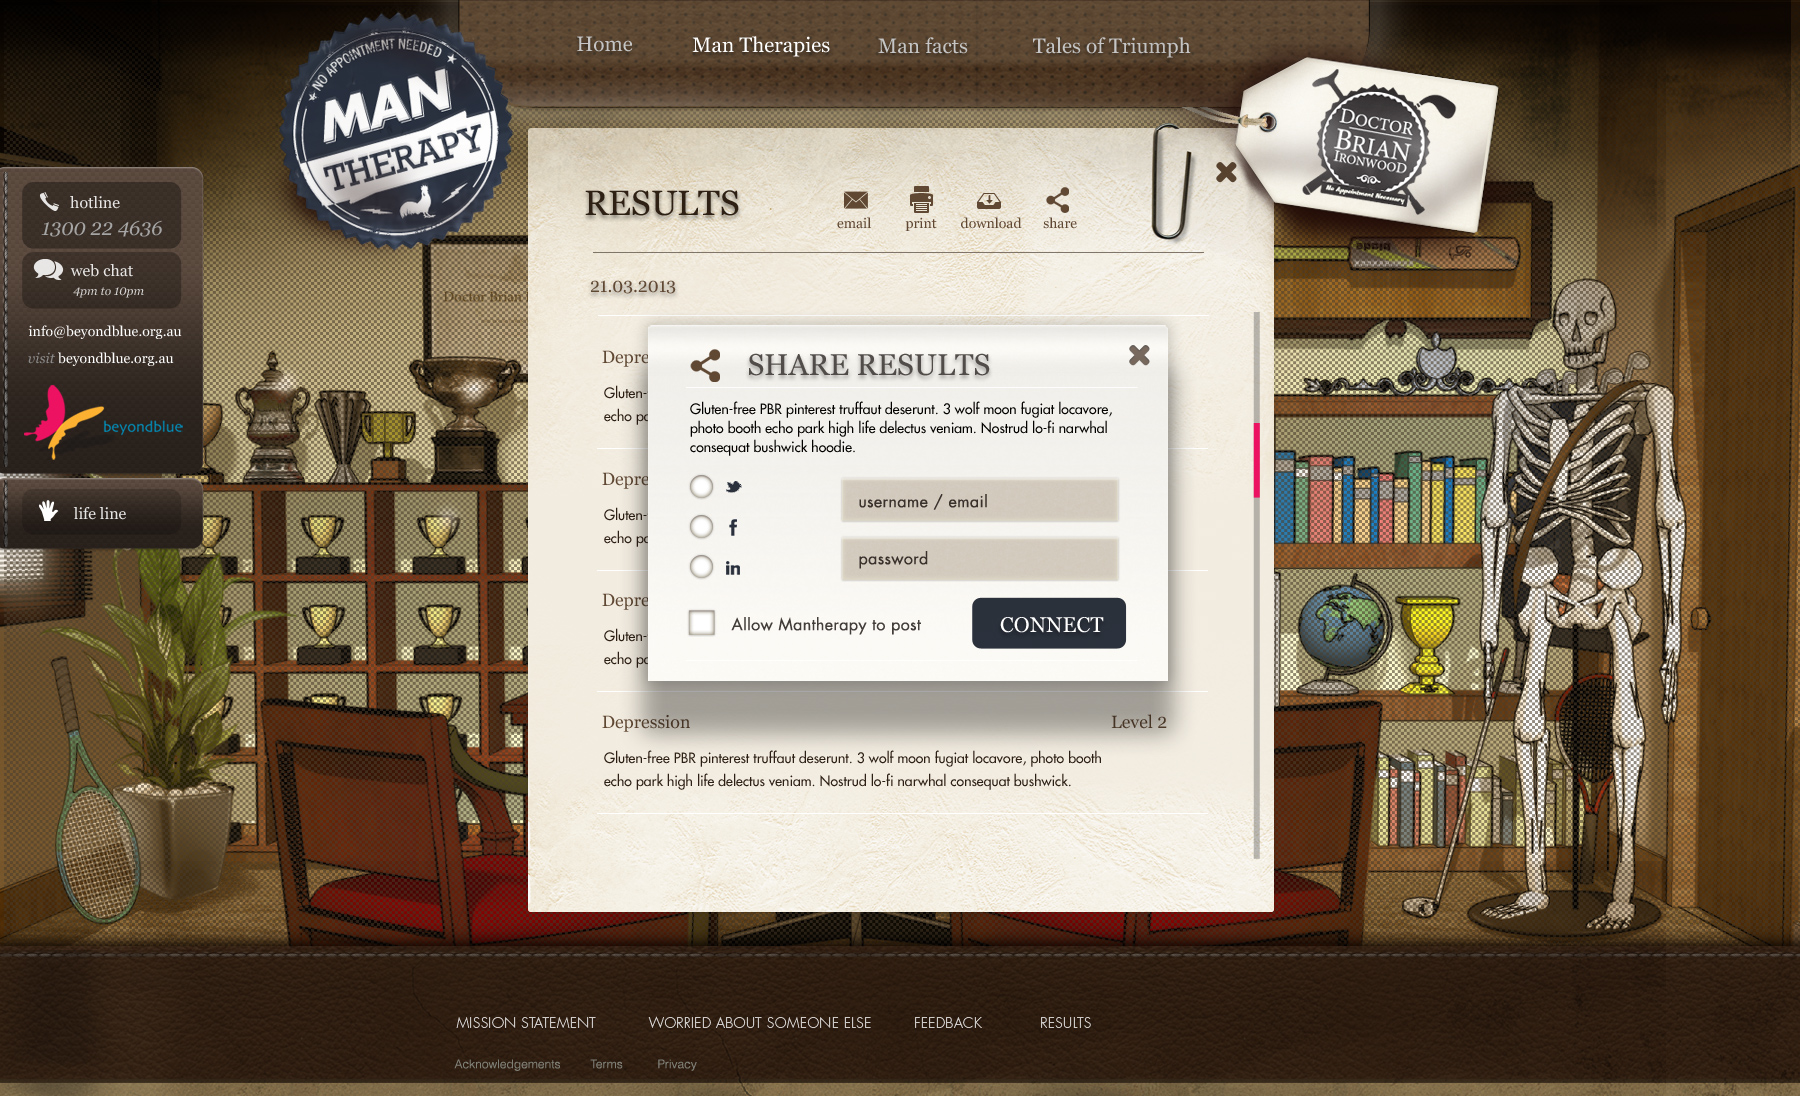 NO APPOINTMENT NEEDED
MAN
THERAPY
Home
Man Therapies
Man facts
Tales of Triumph
DOCTOR
BRIAN
IRONWOOD
No Appointment Necessary
hotline
1300 22 4636
web chat
4pm to 10pm
info@beyondblue.org.au
visit beyondblue.org.au
beyondblue
life line
Doctor Brian
RESULTS
email
print
download
share
21.03.2013
Depre
Gluten-
echo pa
Depre
Gluten-
echo pa
Depre
Gluten-
echo pa
SHARE RESULTS
Gluten-free PBR pinterest truffaut deserunt. 3 wolf moon fugiat locavore,
photo booth echo park high life delectus veniam. Nostrud lo-fi narwhal
consequat bushwick hoodie.
f
in
username / email
password
Allow Mantherapy to post
CONNECT
Depression
Level 2
Gluten-free PBR pinterest truffaut deserunt. 3 wolf moon fugiat locavore, photo booth
echo park high life delectus veniam. Nostrud lo-fi narwhal consequat bushwick.
MISSION STATEMENT
WORRIED ABOUT SOMEONE ELSE
FEEDBACK
RESULTS
Acknowledgements
Terms
Privacy